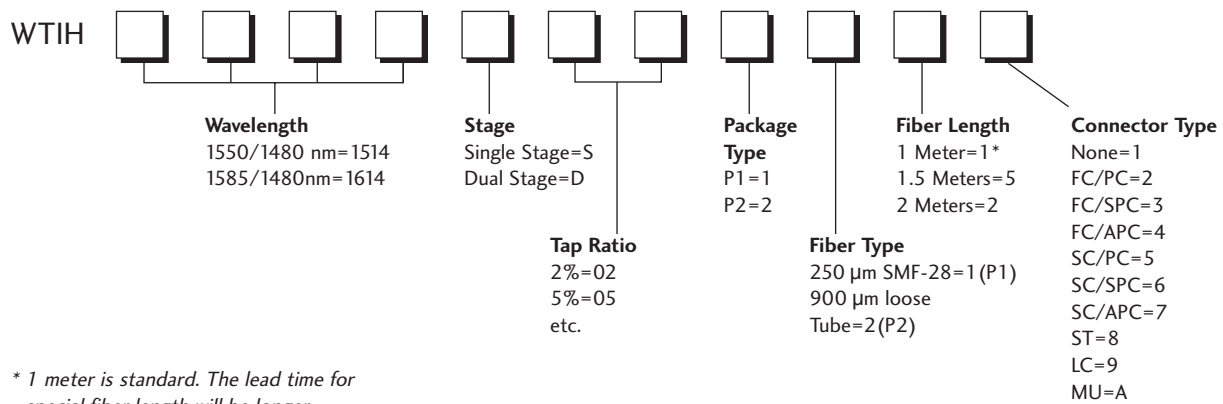 WTIH
Wavelength
1550/1480 nm=1514
1585/1480nm=1614
Stage
Single Stage=S
Dual Stage=D
Tap Ratio
2%=02
5%=05
etc.
Package
Type
P1=1
P2=2
Fiber Type
250 µm SMF-28=1(P1)
900 µm loose
Tube=2(P2)
Fiber Length
1 Meter=1*
1.5 Meters=5
2 Meters=2
Connector Type
None=1
FC/PC=2
FC/SPC=3
FC/APC=4
SC/PC=5
SC/SPC=6
SC/APC=7
ST=8
LC=9
MU=A
* 1 meter is standard. The lead time for
special fiber length will be longer